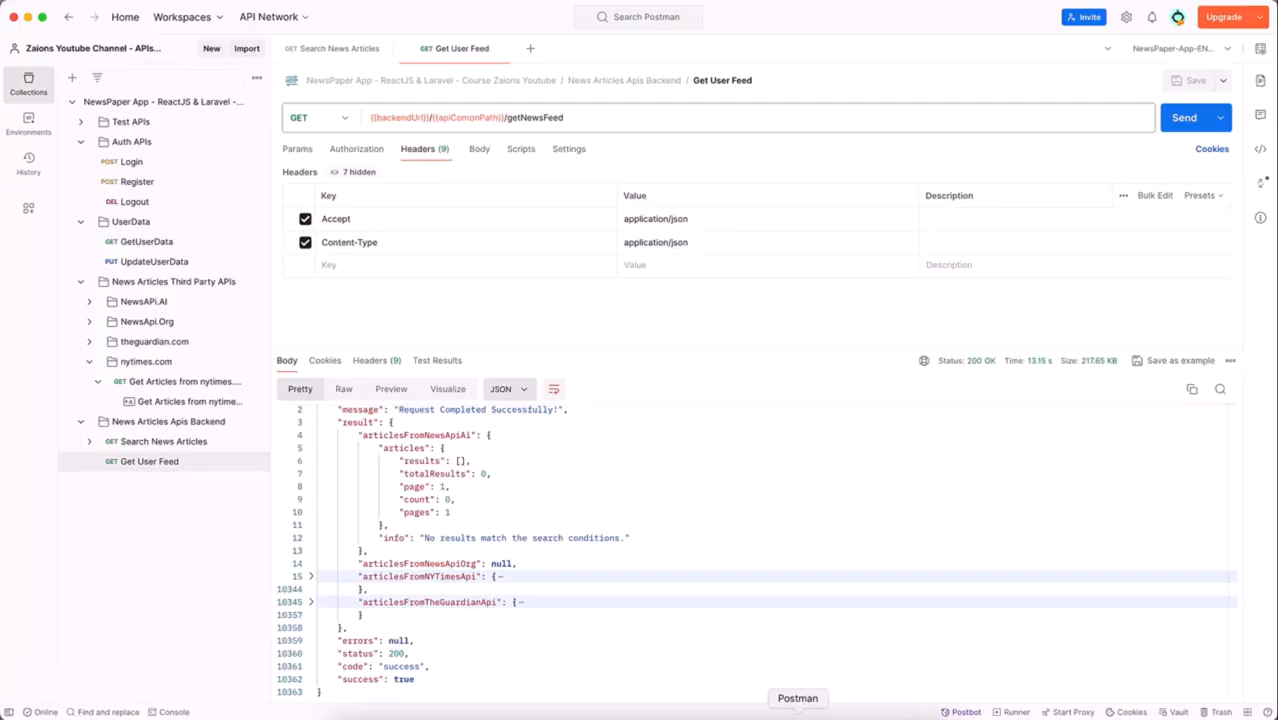 Home Workspaces API Network Search Postman Invite Upgrade
Zaions Youtube Channel - APIs... New Import GET Search News Articles GET Get User Feed NewsPaper-App-EN...
Collections
Environments
History
NewsPaper App - ReactJS & Laravel -...
Test APIs
Auth APIs
POST Login
POST Register
DEL Logout
UserData
GET GetUserData
PUT UpdateUserData
News Articles Third Party APIs
NewsAPi.AI
NewsApi.Org
theguardian.com
nytimes.com
GET Get Articles from nytimes....
Get Articles from nytime...
News Articles Apis Backend
GET Search News Articles
GET Get User Feed
NewsPaper App - ReactJS & Laravel - Course Zaions Youtube / News Articles Apis Backend / Get User Feed Save
GET {{backendUrl}}/{{apiComonPath}}/getNewsFeed Send
Params Authorization Headers (9) Body Scripts Settings Cookies
Headers 7 hidden
Key Value Description Bulk Edit Presets
Accept application/json
Content-Type application/json
Key Value Description
Body Cookies Headers (9) Test Results Status: 200 OK Time: 13.15 s Size: 217.65 KB Save as example
Pretty Raw Preview Visualize JSON
2 "message": "Request Completed Successfully!",
3 "result": {
4 "articlesFromNewsApiAi": {
5 "articles": {
6 "results": [],
7 "totalResults": 0,
8 "page": 1,
9 "count": 0,
10 "pages": 1
11 },
12 "info": "No results match the search conditions."
13 },
14 "articlesFromNewsApiOrg": null,
15 "articlesFromNYTimesApi": {
10344 },
10345 "articlesFromTheGuardianApi": {
10357 }
10358 },
10359 "errors": null,
10360 "status": 200,
10361 "code": "success",
10362 "success": true
10363 }
Postman
Online Find and replace Console Postbot Runner Start Proxy Cookies Vault Trash